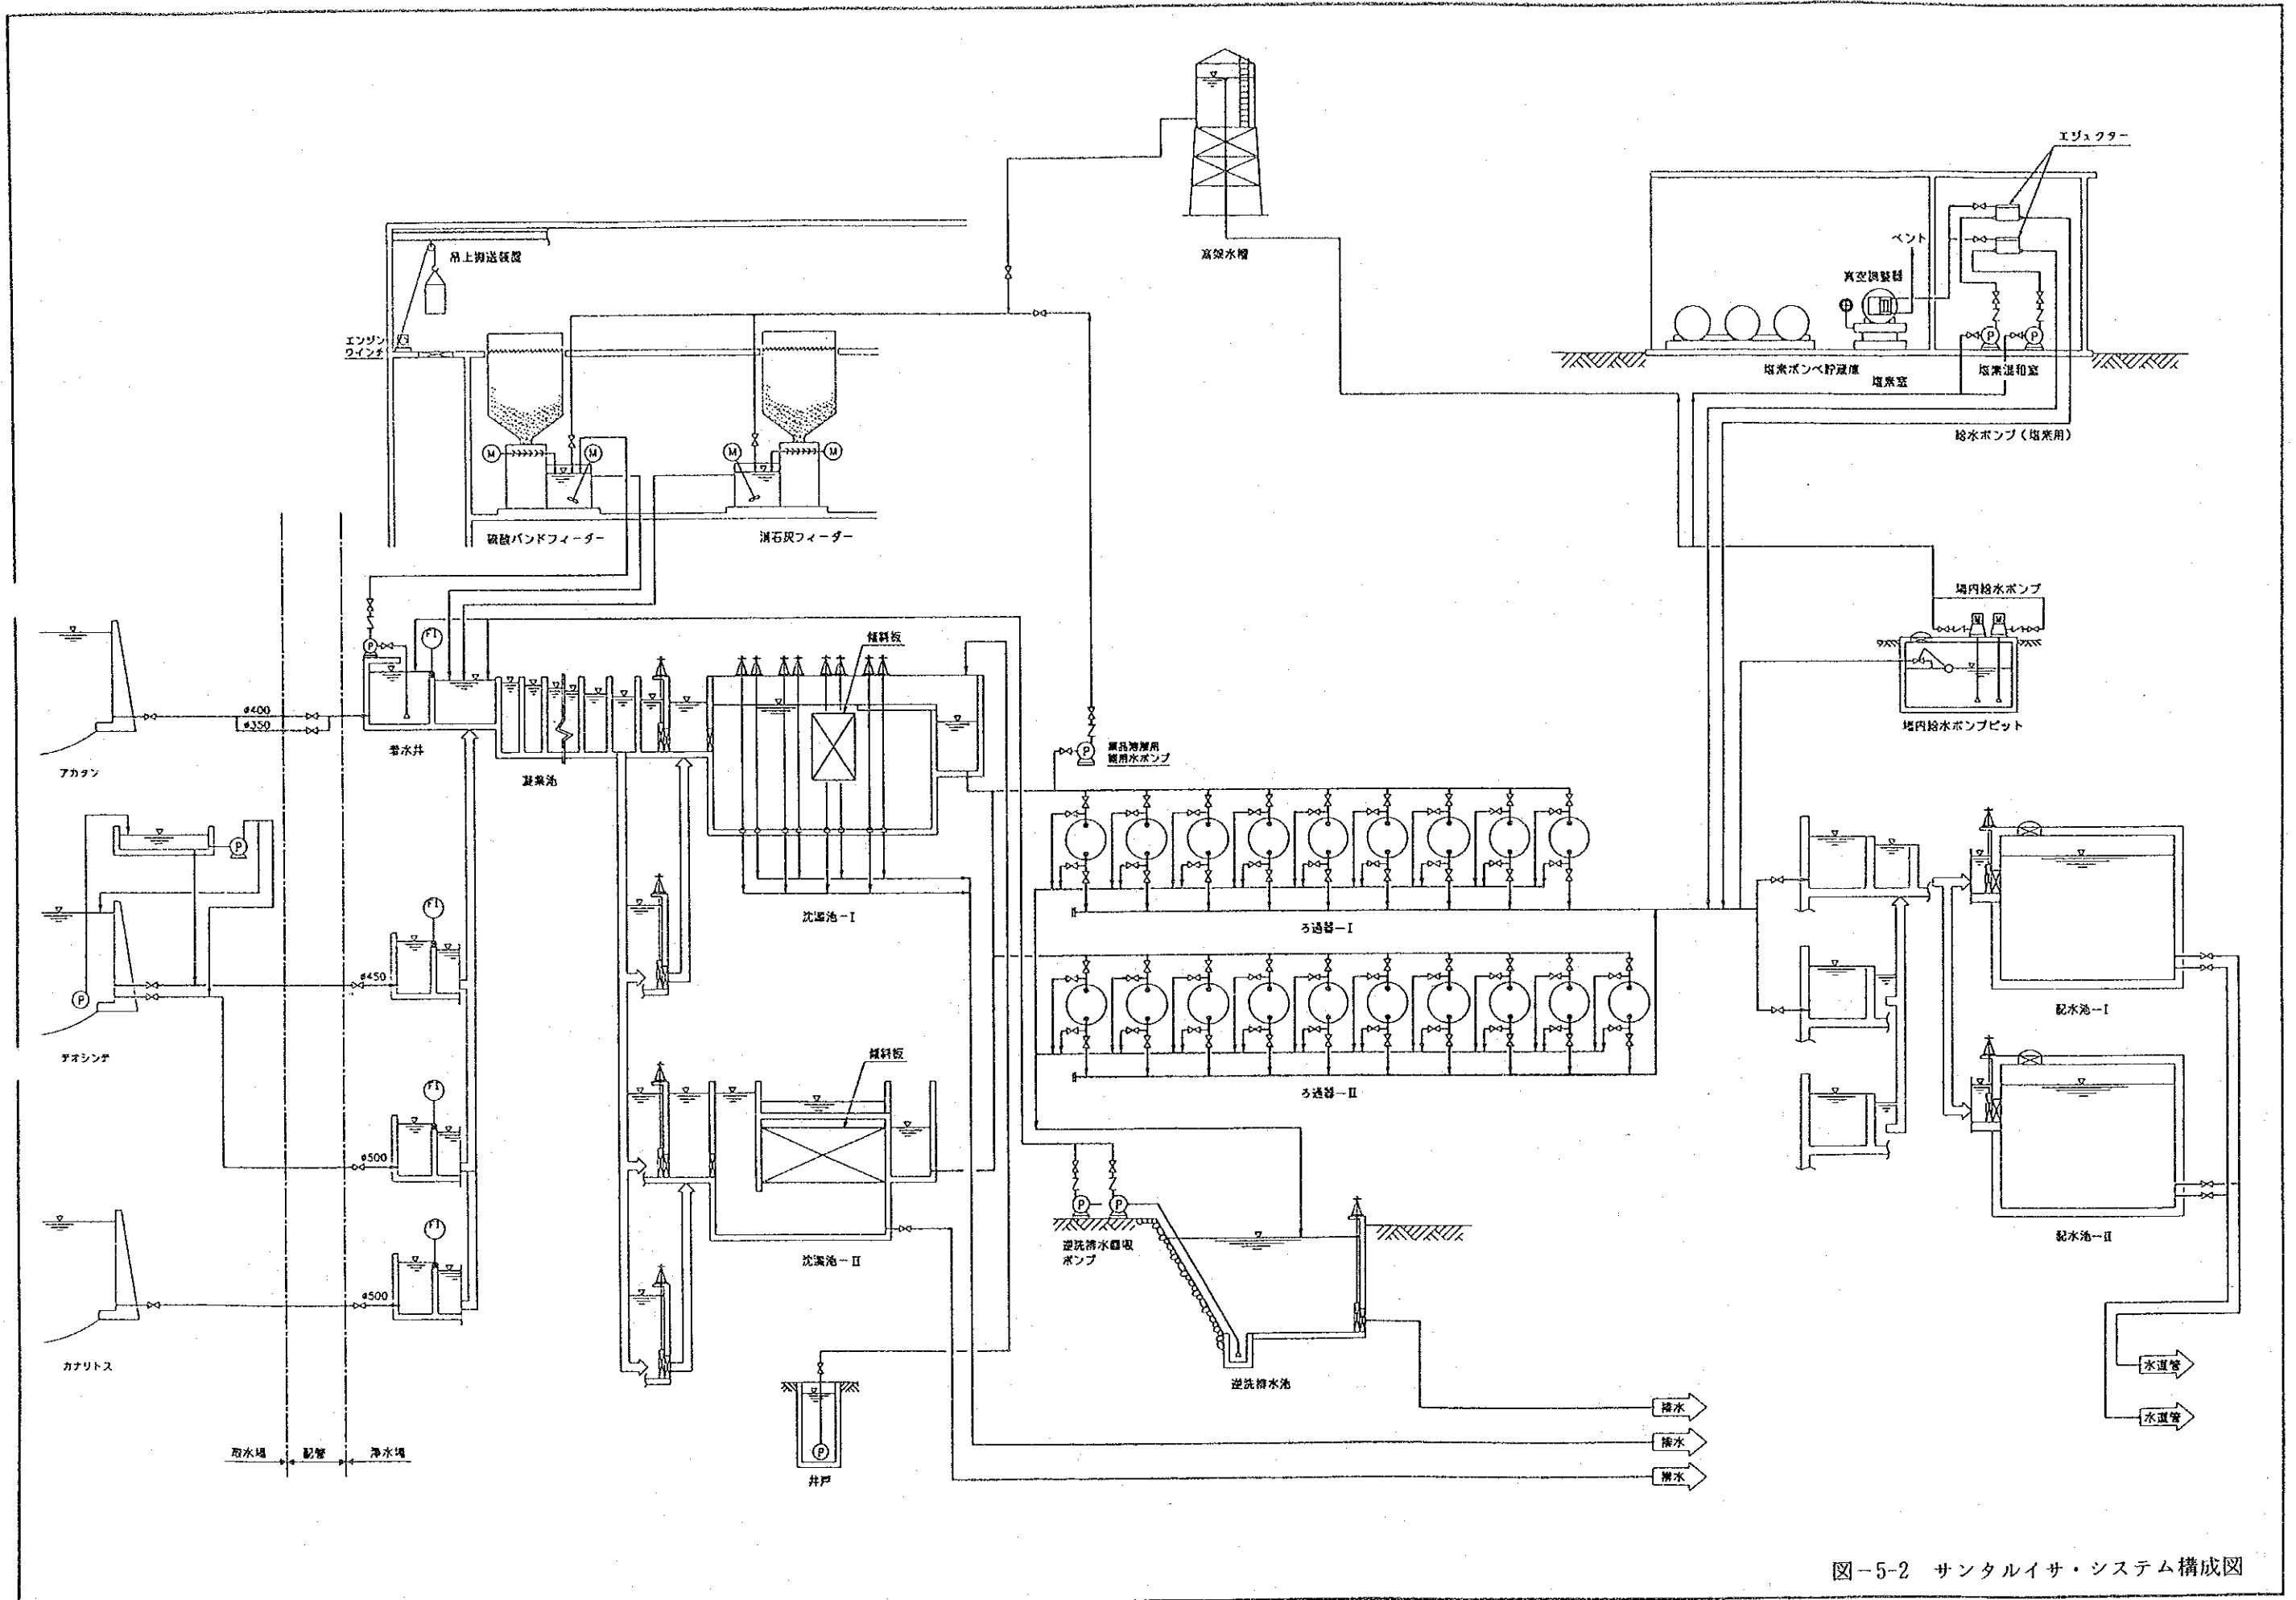 エジェクター
ベント
真空調整器
高架水槽
吊上搬送装置
エンジン
ウインチ
塩素ボンベ貯蔵庫
塩素室
塩素混和室
給水ポンプ(塩素用)
M
M
M
M
P
P
硫酸バンドフィーダー
消石灰フィーダー
場内給水ポンプ
M
M
場内給水ポンプピット
P
FI
傾斜板
φ400
φ350
着水井
凝集池
アカタン
P
薬品溶解用
雑用水ポンプ
P
P
FI
φ450
テオシンテ
沈澱池-I
ろ過器-I
配水池-I
傾斜板
ろ過器-II
FI
φ500
P
P
逆洗排水回収
ポンプ
沈澱池-II
配水池-II
FI
φ500
カナリトス
逆洗排水池
P
井戸
水道管
水道管
排水
排水
排水
取水場
配管
浄水場
図-5-2 サンタルイサ・システム構成図